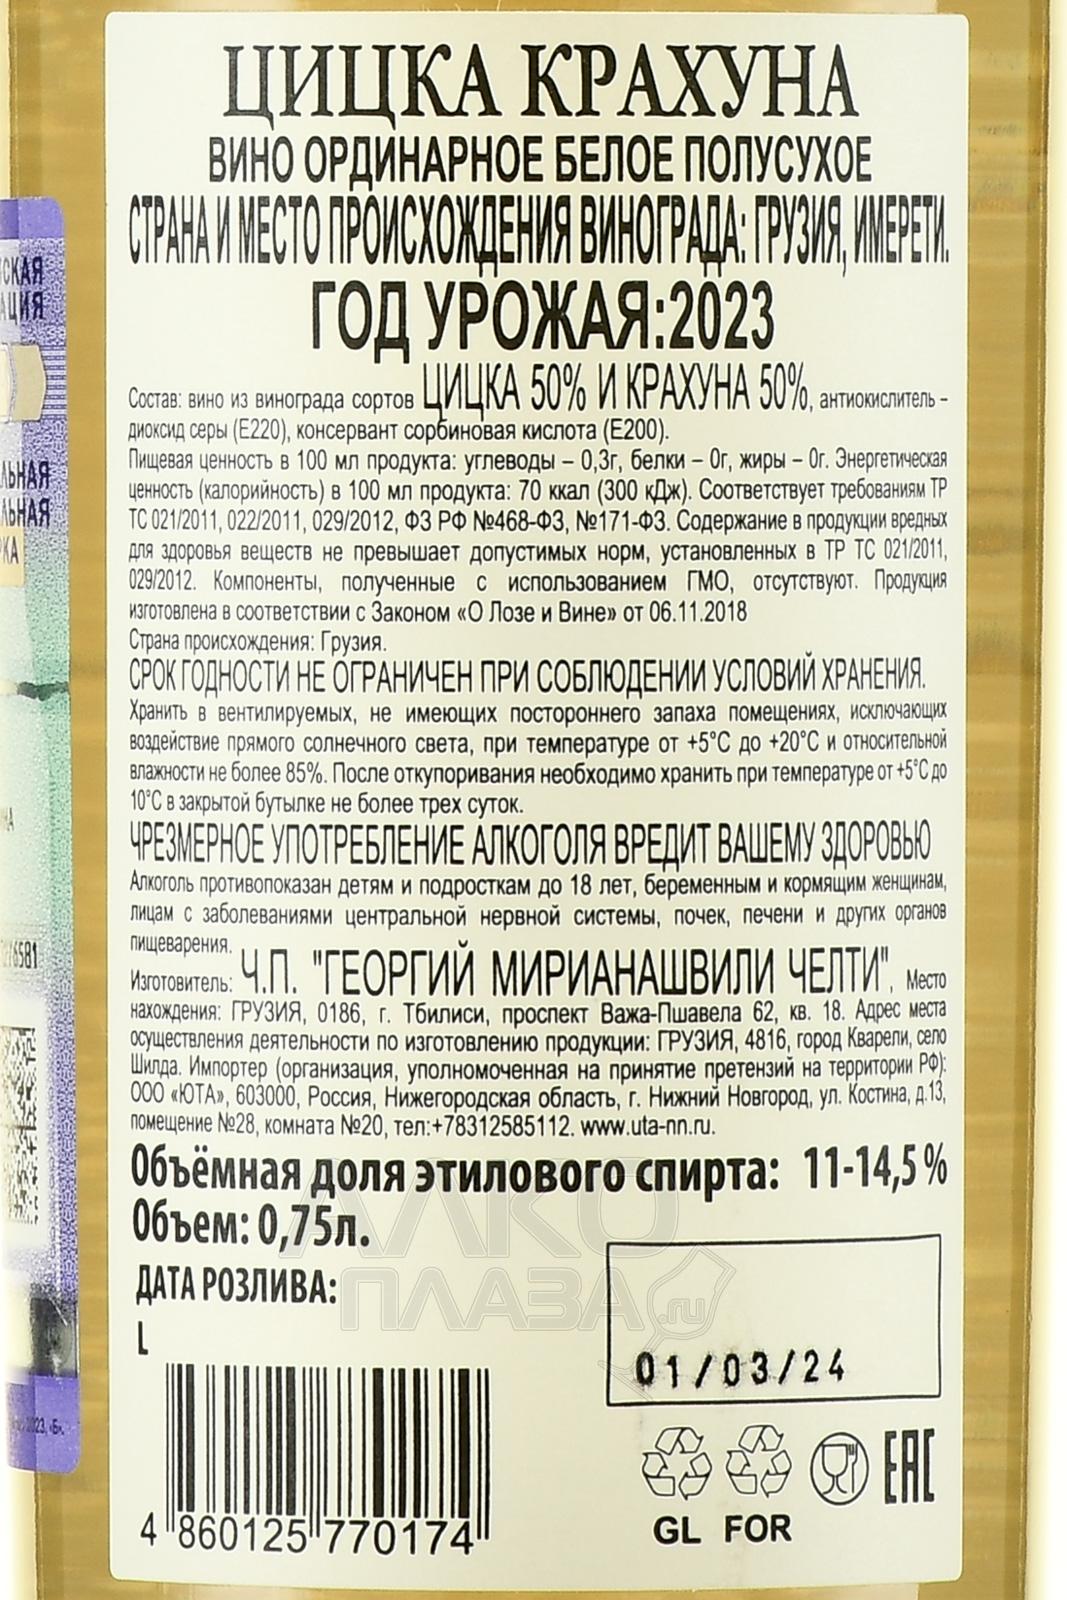 ЦИЦКА КРАХУНА
ВИНО ОРДИНАРНОЕ БЕЛОЕ ПОЛУСУХОЕ
СТРАНА И МЕСТО ПРОИСХОЖДЕНИЯ ВИНОГРАДА: ГРУЗИЯ, ИМЕРЕТИ.
ГОД УРОЖАЯ:2023
Состав: вино из винограда сортов ЦИЦКА 50% И КРАХУНА 50%, антиокислитель –
диоксид серы (Е220), консервант сорбиновая кислота (Е200).
Пищевая ценность в 100 мл продукта: углеводы – 0,3г, белки – 0г, жиры – 0г. Энергетическая
ценность (калорийность) в 100 мл продукта: 70 ккал (300 кДж). Соответствует требованиям ТР
ТС 021/2011, 022/2011, 029/2012, ФЗ РФ №468-ФЗ, №171-ФЗ. Содержание в продукции вредных
для здоровья веществ не превышает допустимых норм, установленных в ТР ТС 021/2011,
029/2012. Компоненты, полученные с использованием ГМО, отсутствуют. Продукция
изготовлена в соответствии с Законом «О Лозе и Вине» от 06.11.2018
Страна происхождения: Грузия.
СРОК ГОДНОСТИ НЕ ОГРАНИЧЕН ПРИ СОБЛЮДЕНИИ УСЛОВИЙ ХРАНЕНИЯ.
Хранить в вентилируемых, не имеющих постороннего запаха помещениях, исключающих
воздействие прямого солнечного света, при температуре от +5°С до +20°С и относительной
влажности не более 85%. После откупоривания необходимо хранить при температуре от +5°С до
10°С в закрытой бутылке не более трех суток.
ЧРЕЗМЕРНОЕ УПОТРЕБЛЕНИЕ АЛКОГОЛЯ ВРЕДИТ ВАШЕМУ ЗДОРОВЬЮ
Алкоголь противопоказан детям и подросткам до 18 лет, беременным и кормящим женщинам,
лицам с заболеваниями центральной нервной системы, почек, печени и других органов
пищеварения.
Изготовитель: Ч.П. "ГЕОРГИЙ МИРИАНАШВИЛИ ЧЕЛТИ", Место
нахождения: ГРУЗИЯ, 0186, г. Тбилиси, проспект Важа-Пшавела 62, кв. 18. Адрес места
осуществления деятельности по изготовлению продукции: ГРУЗИЯ, 4816, город Кварели, село
Шилда. Импортер (организация, уполномоченная на принятие претензий на территории РФ):
ООО «ЮТА», 603000, Россия, Нижегородская область, г. Нижний Новгород, ул. Костина, д.13,
помещение №28, комната №20, тел:+78312585112. www.uta-nn.ru.
Объёмная доля этилового спирта: 11-14,5%
Объем: 0,75л.
ДАТА РОЗЛИВА:
L
01/03/24
АЛКО
ПЛАЗА .ru
GL FOR
EAC
4 860125 770174